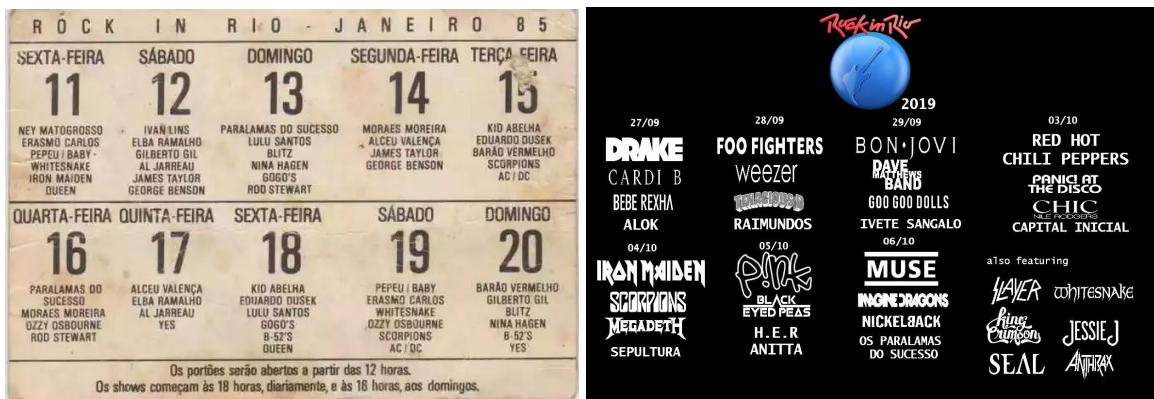 ROCK IN RIO - JANEIRO 85
SEXTA-FEIRA
11
NEY MATOGROSSO
ERASMO CARLOS
PEPEU / BABY -
WHITESNAKE
IRON MAIDEN
QUEEN
SÁBADO
12
IVAN LINS
ELBA RAMALHO
GILBERTO GIL
AL JARREAU
JAMES TAYLOR
GEORGE BENSON
DOMINGO
13
PARALAMAS DO SUCESSO
LULU SANTOS
BLITZ
NINA HAGEN
GOGO'S
ROD STEWART
SEGUNDA-FEIRA
14
MORAES MOREIRA
ALCEU VALENÇA
JAMES TAYLOR
GEORGE BENSON
TERÇA FEIRA
15
KID ABELHA
EDUARDO DUSEK
BARÃO VERMELHO
SCORPIONS
AC/DC
QUARTA-FEIRA
16
PARALAMAS DO
SUCESSO
MORAES MOREIRA
OZZY OSBOURNE
ROD STEWART
QUINTA-FEIRA
17
ALCEU VALENÇA
ELBA RAMALHO
AL JARREAU
YES
SEXTA-FEIRA
18
KID ABELHA
EDUARDO DUSEK
LULU SANTOS
GOGO'S
B-52'S
QUEEN
SÁBADO
19
PEPEU / BABY
ERASMO CARLOS
WHITESNAKE
OZZY OSBOURNE
SCORPIONS
AC/DC
DOMINGO
20
BARÃO VERMELHO
GILBERTO GIL
BLITZ
NINA HAGEN
B-52'S
YES
Os portões serão abertos a partir das 12 horas.
Os shows começam às 18 horas, diariamente, e às 16 horas, aos domingos.
Rock in Rio
2019
27/09
DRAKE
CARDI B
BEBE REXHA
ALOK
28/09
FOO FIGHTERS
weezer
TENACIOUS D
RAIMUNDOS
29/09
BON•JOVI
DAVE
MATTHEWS
BAND
GOO GOO DOLLS
IVETE SANGALO
03/10
RED HOT
CHILI PEPPERS
PANIC! AT
THE DISCO
CHIC
NILE RODGERS
CAPITAL INICIAL
04/10
IRON MAIDEN
SCORPIONS
MEGADETH
SEPULTURA
05/10
P!nk
BLACK
EYED PEAS
H.E.R
ANITTA
06/10
MUSE
IMAGINE DRAGONS
NICKELBACK
OS PARALAMAS
DO SUCESSO
also featuring
SLAYER
WHITESNAKE
King
Crimson
JESSIE J
SEAL
ANTHRAX